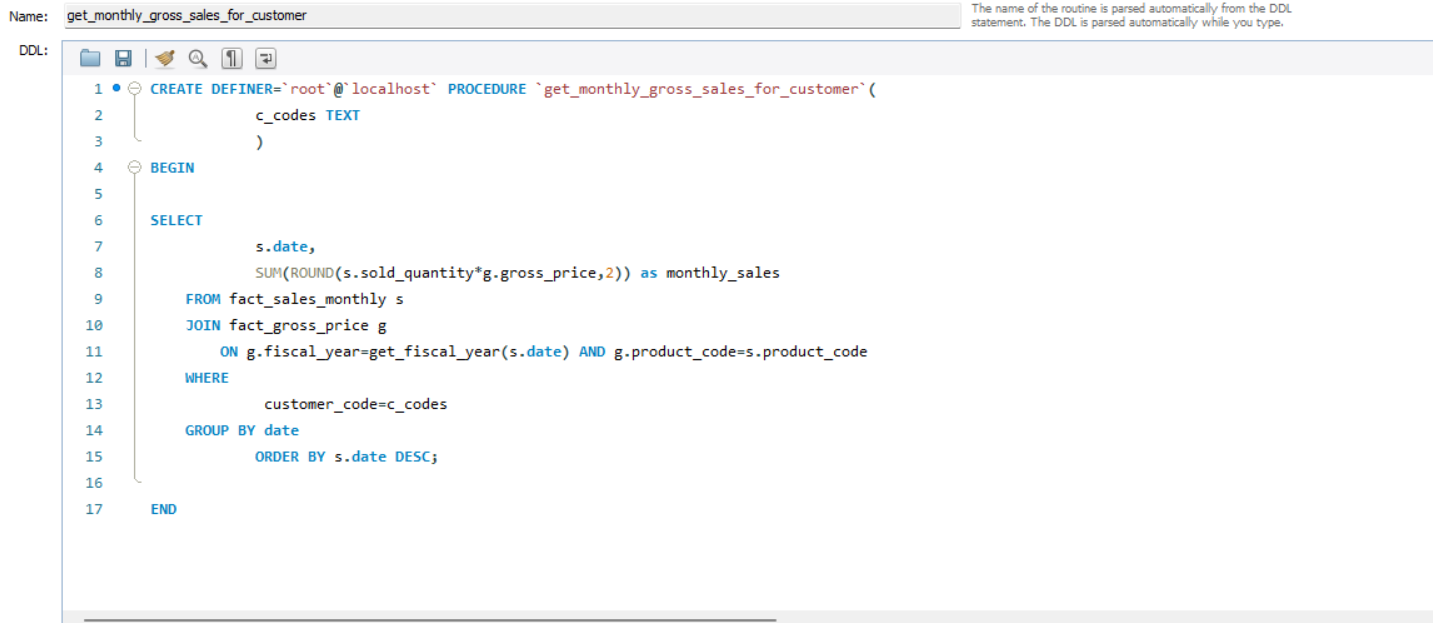 Name: get_monthly_gross_sales_for_customer
The name of the routine is parsed automatically from the DDL
statement. The DDL is parsed automatically while you type.
DDL:
1 CREATE DEFINER=`root`@`localhost` PROCEDURE `get_monthly_gross_sales_for_customer`(
2 c_codes TEXT
3 )
4 BEGIN
5
6 SELECT
7 s.date,
8 SUM(ROUND(s.sold_quantity*g.gross_price,2)) as monthly_sales
9 FROM fact_sales_monthly s
10 JOIN fact_gross_price g
11 ON g.fiscal_year=get_fiscal_year(s.date) AND g.product_code=s.product_code
12 WHERE
13 customer_code=c_codes
14 GROUP BY date
15 ORDER BY s.date DESC;
16
17 END